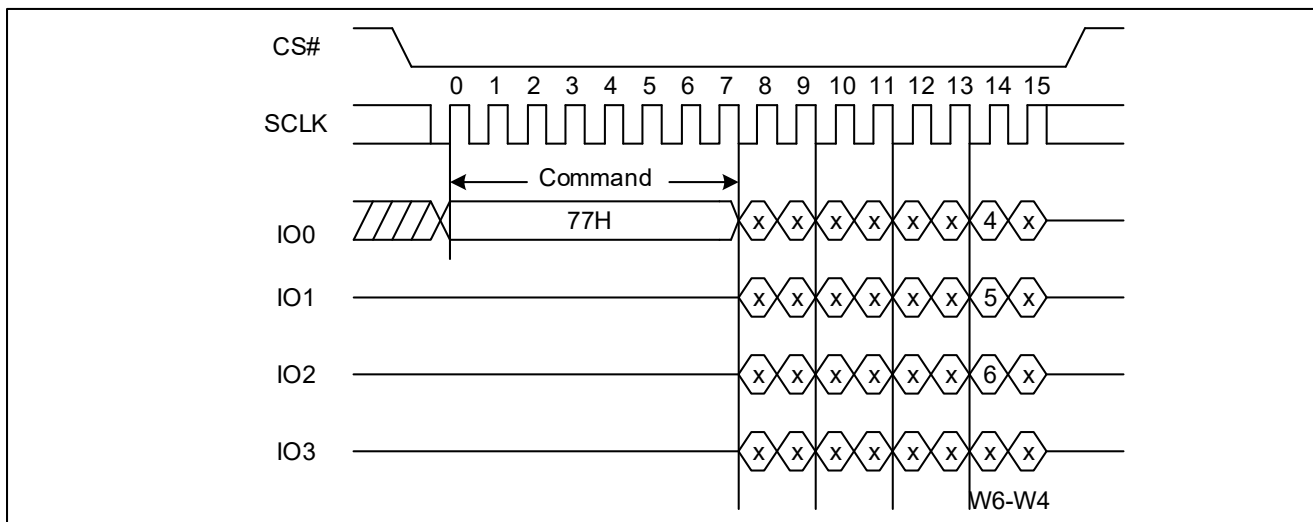 CS#
0 1 2 3 4 5 6 7 8 9 10 11 12 13 14 15
SCLK
Command
IO0 77H x x x x x x 4 x
IO1 x x x x x x 5 x
IO2 x x x x x x 6 x
IO3 x x x x x x x x
W6-W4